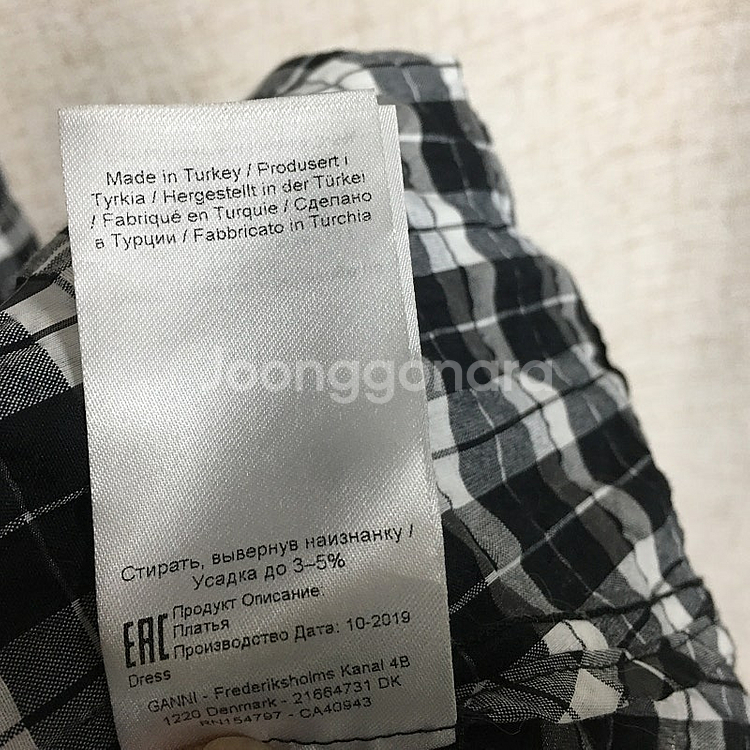 Made in Turkey / Produsert i
Tyrkia / Hergestellt in der Türkei
/ Fabriqué en Turquie / Сделано
в Турции / Fabbricato in Turchia
Joonggonara
Стирать, вывернув наизнанку /
Усадка до 3–5%
EAC
Продукт Описание:
Платья
Производство Дата: 10-2019
Dress
GANNI - Frederiksholms Kanal 4B
1220 Denmark - 21664731 DK
RN154797 - CA40943